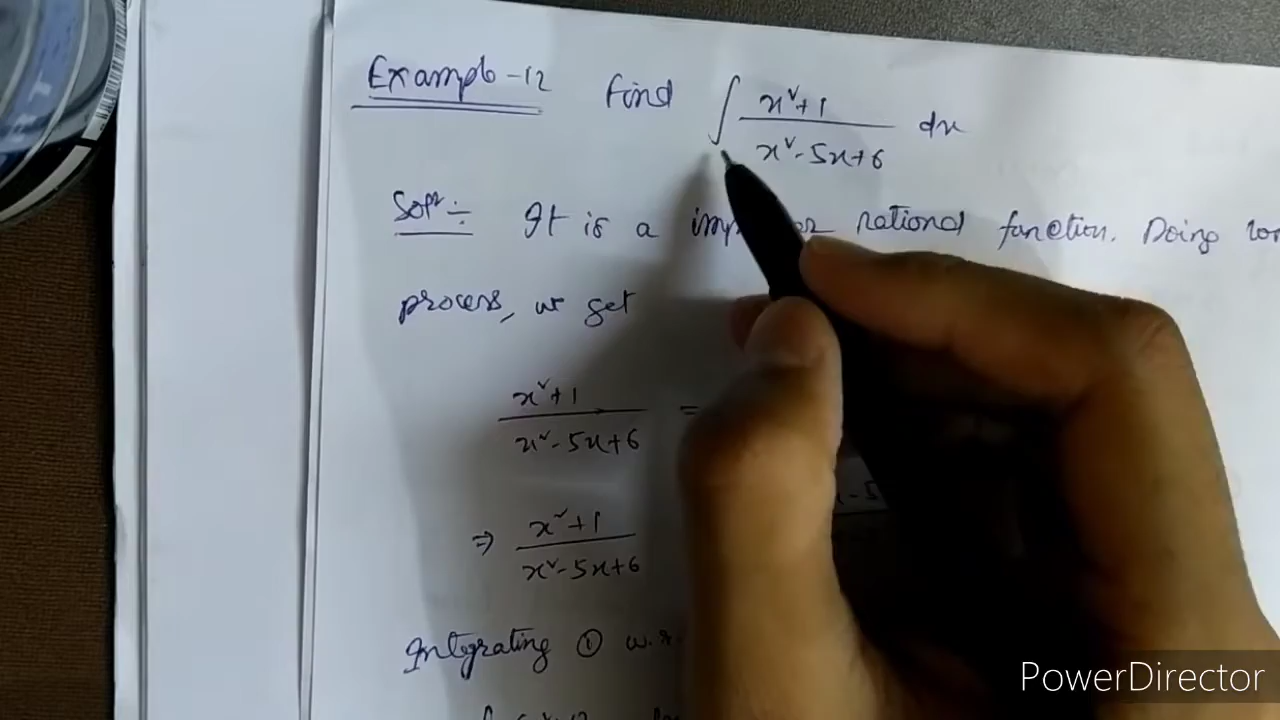 Example-12 Find ∫ x²+1 / x²-5x+6 dx
Solⁿ:- It is a rational function. Doing
process, we get
x²+1 / x²-5x+6 =
⇒ x²+1 / x²-5x+6 x-5
Integrating ① w.r.
PowerDirector